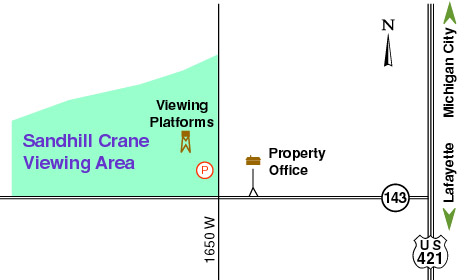 N
Michigan City
Viewing
Platforms
Sandhill Crane
Viewing Area
P
Property
Office
Lafayette
143
1650 W
U S
421